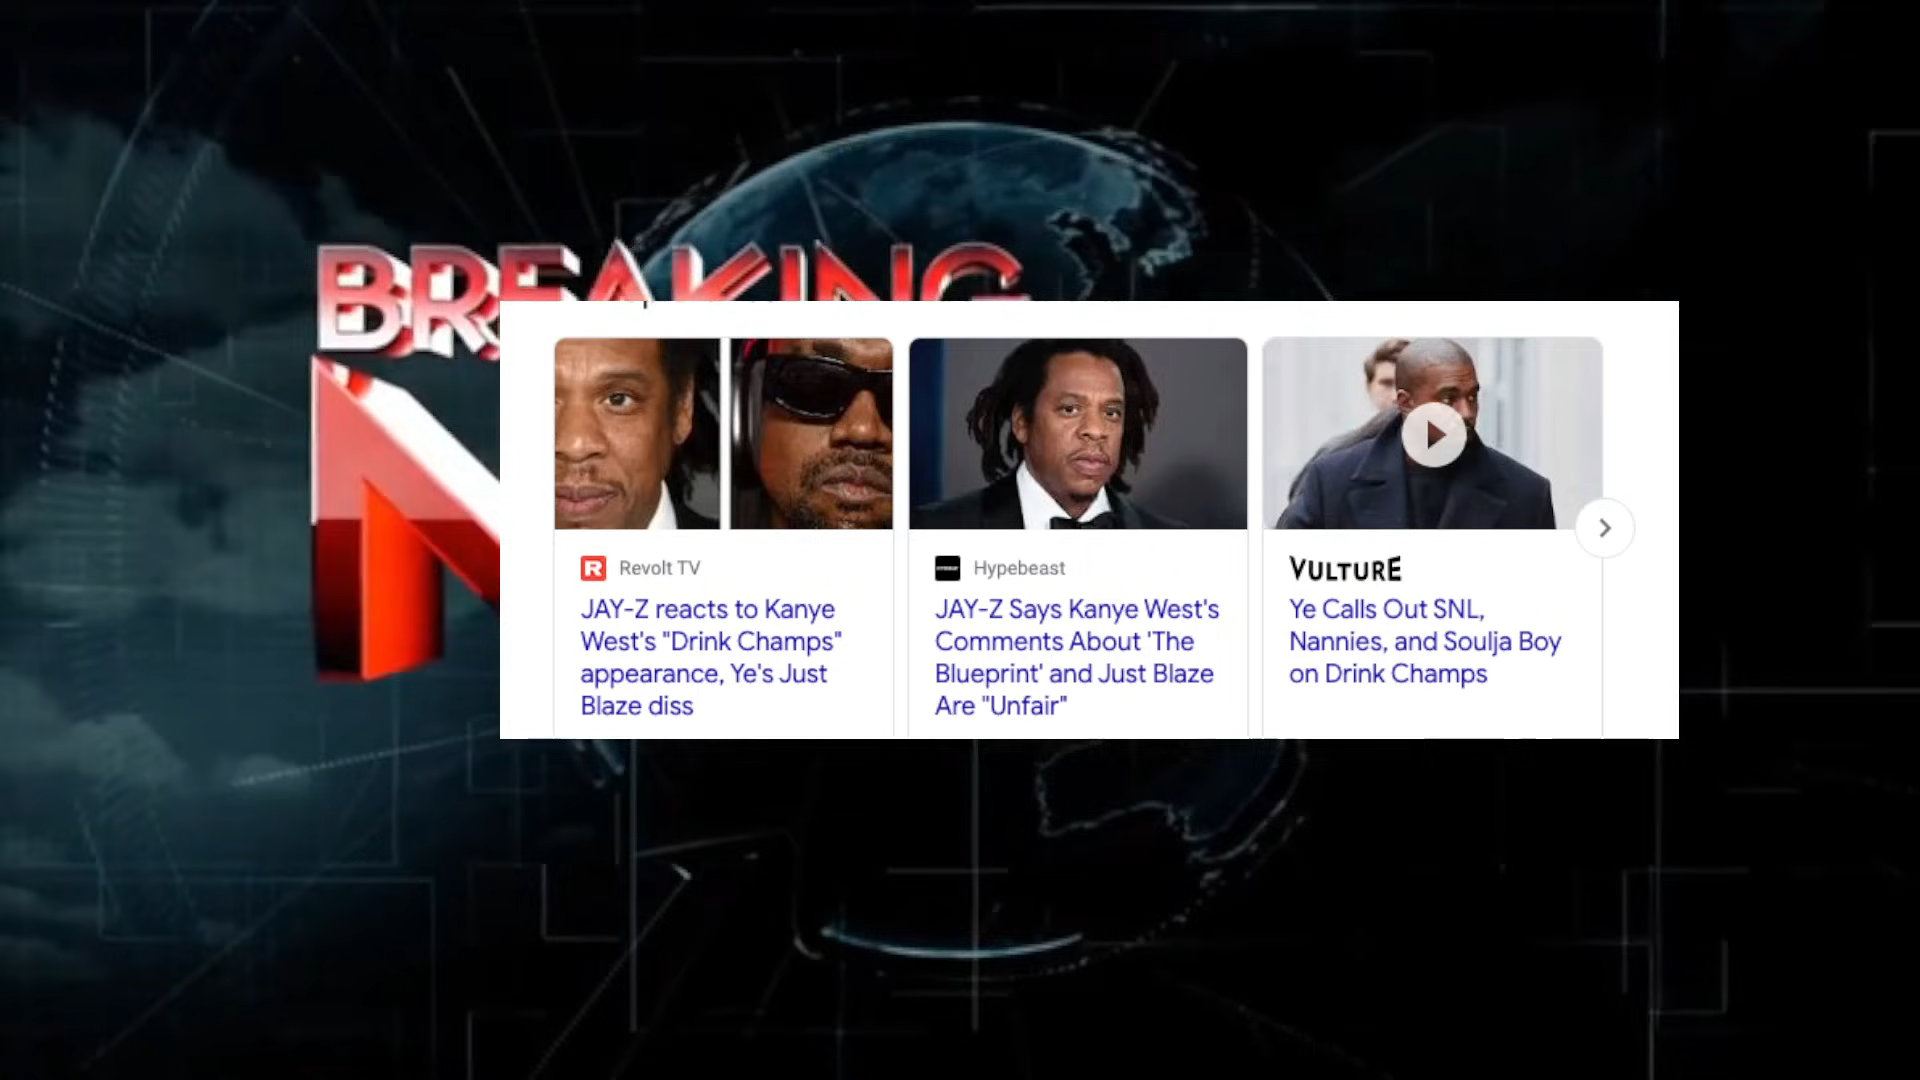 BREAKING
N
Revolt TV
JAY-Z reacts to Kanye
West's "Drink Champs"
appearance, Ye's Just
Blaze diss
Hypebeast
JAY-Z Says Kanye West's
Comments About 'The
Blueprint' and Just Blaze
Are "Unfair"
VULTURE
Ye Calls Out SNL,
Nannies, and Soulja Boy
on Drink Champs